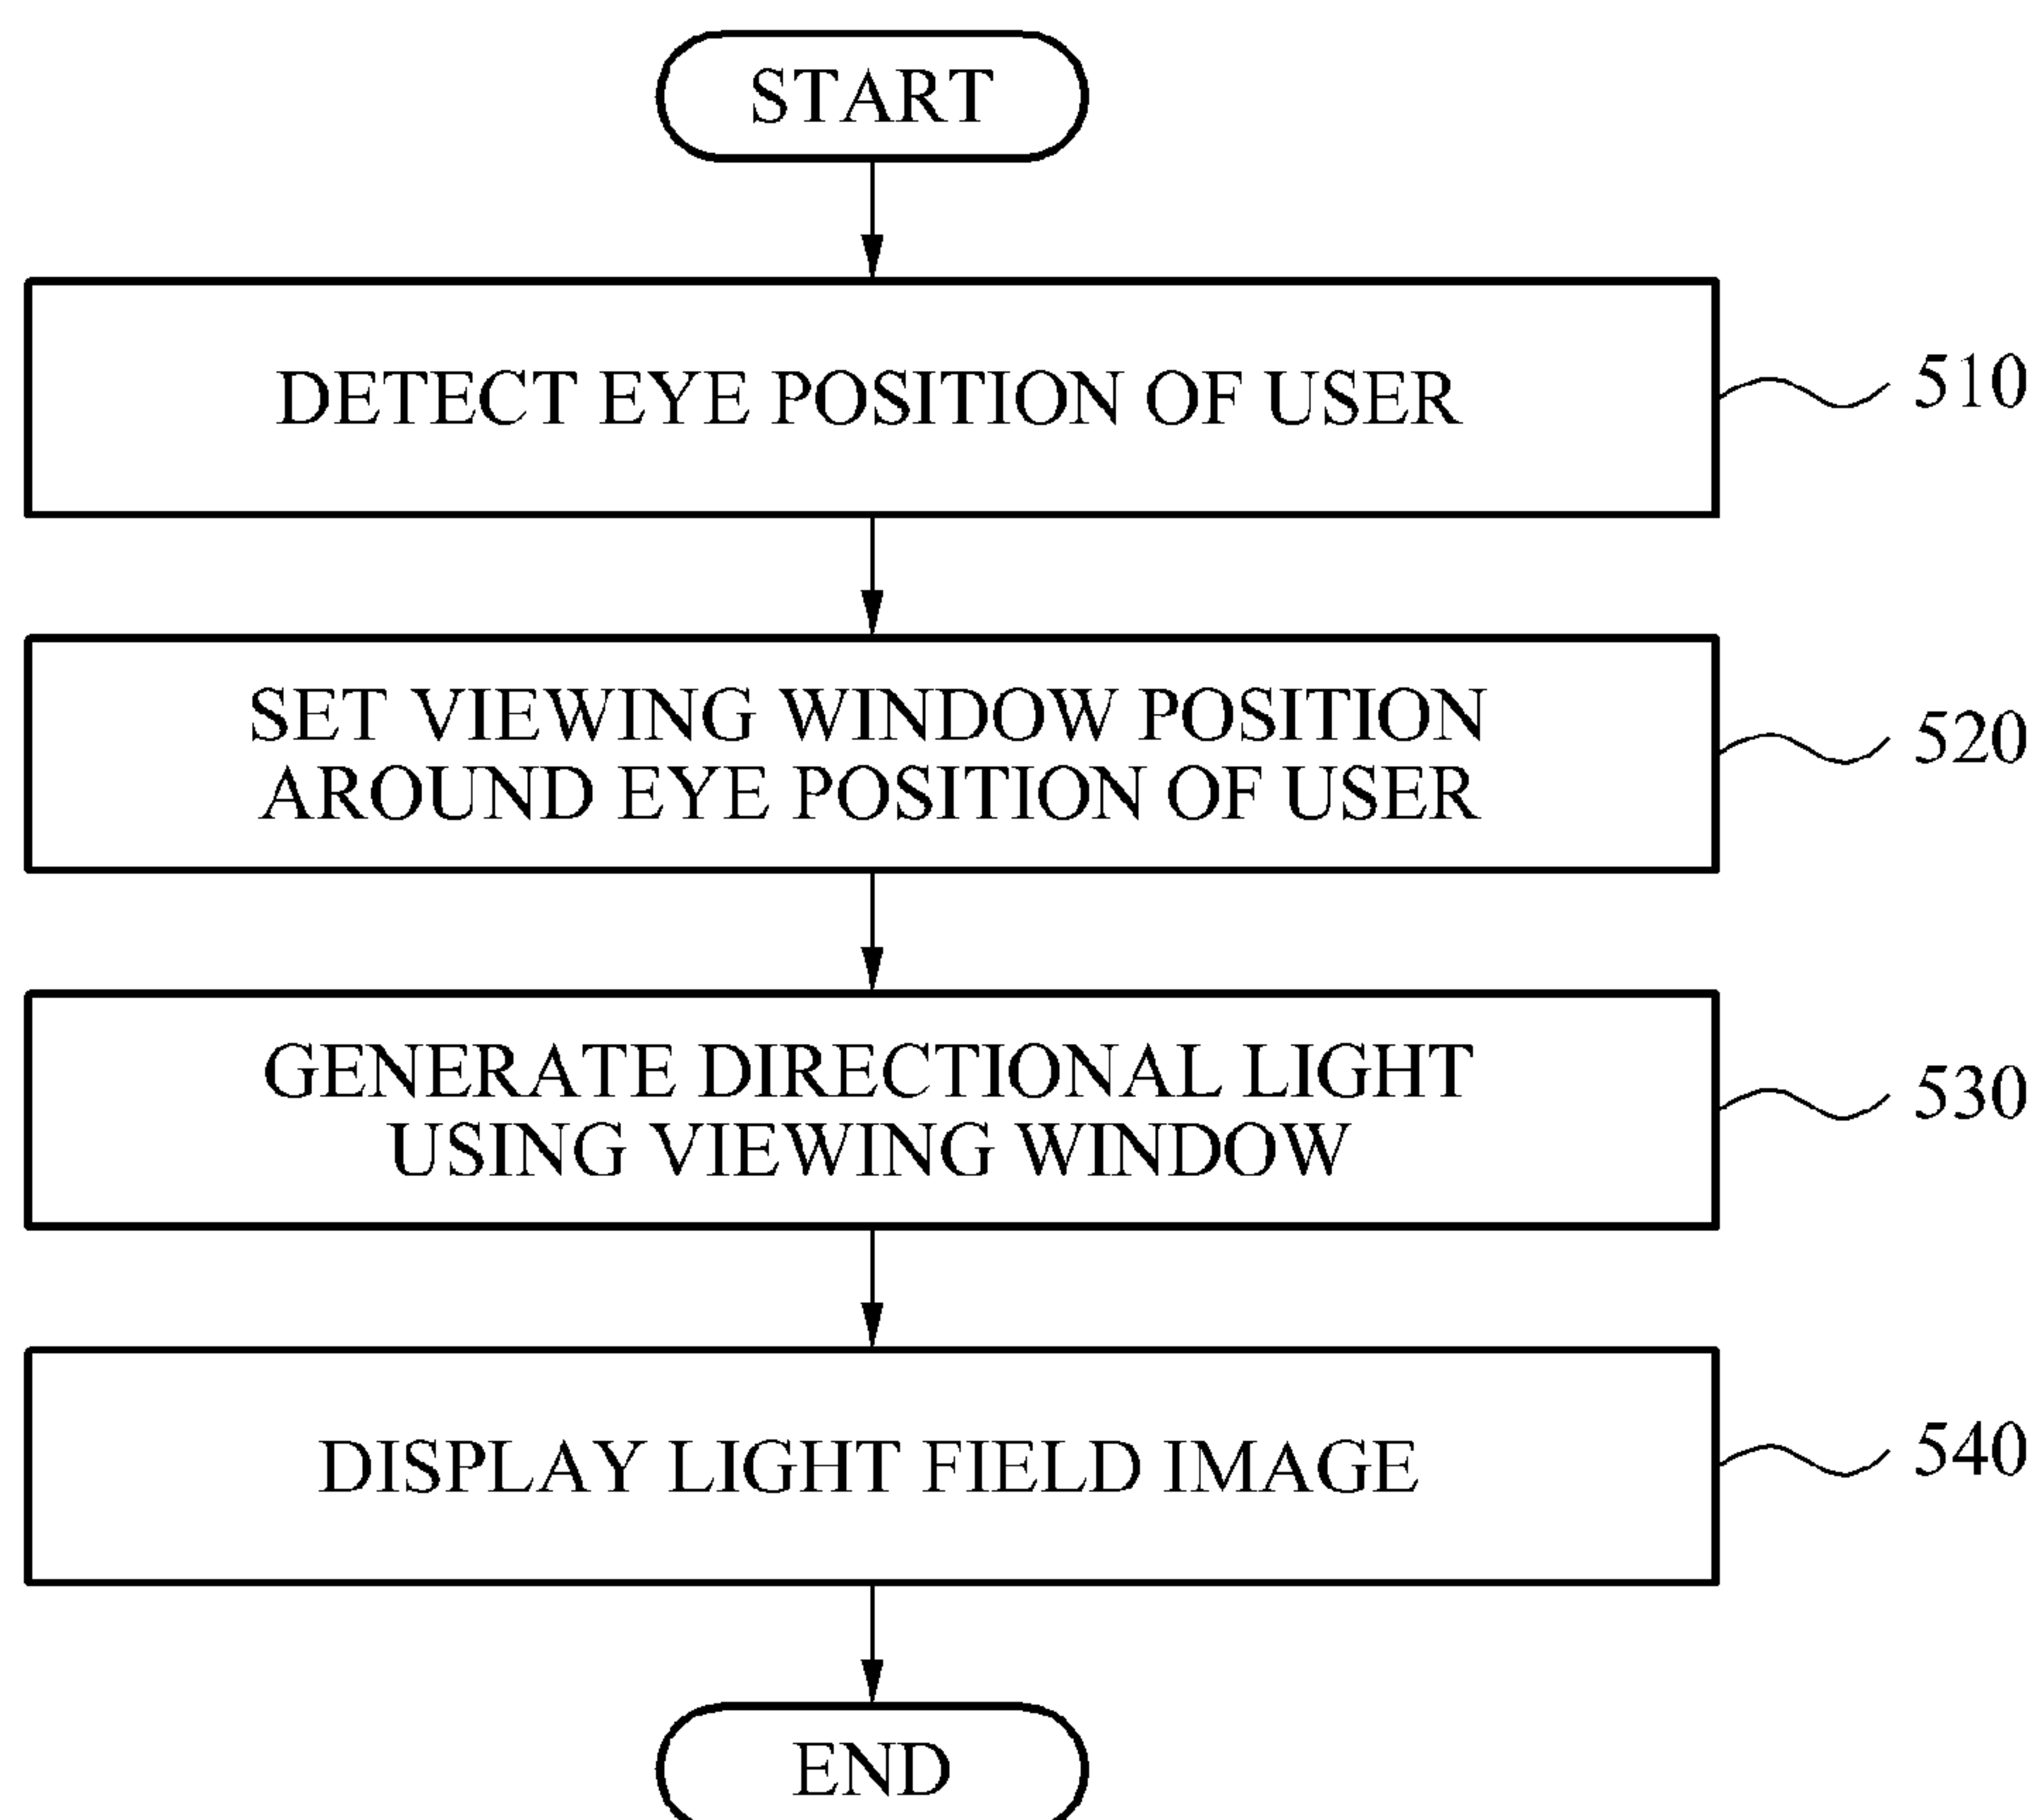 START
DETECT EYE POSITION OF USER
510
SET VIEWING WINDOW POSITION
AROUND EYE POSITION OF USER
520
GENERATE DIRECTIONAL LIGHT
USING VIEWING WINDOW
530
DISPLAY LIGHT FIELD IMAGE
540
END